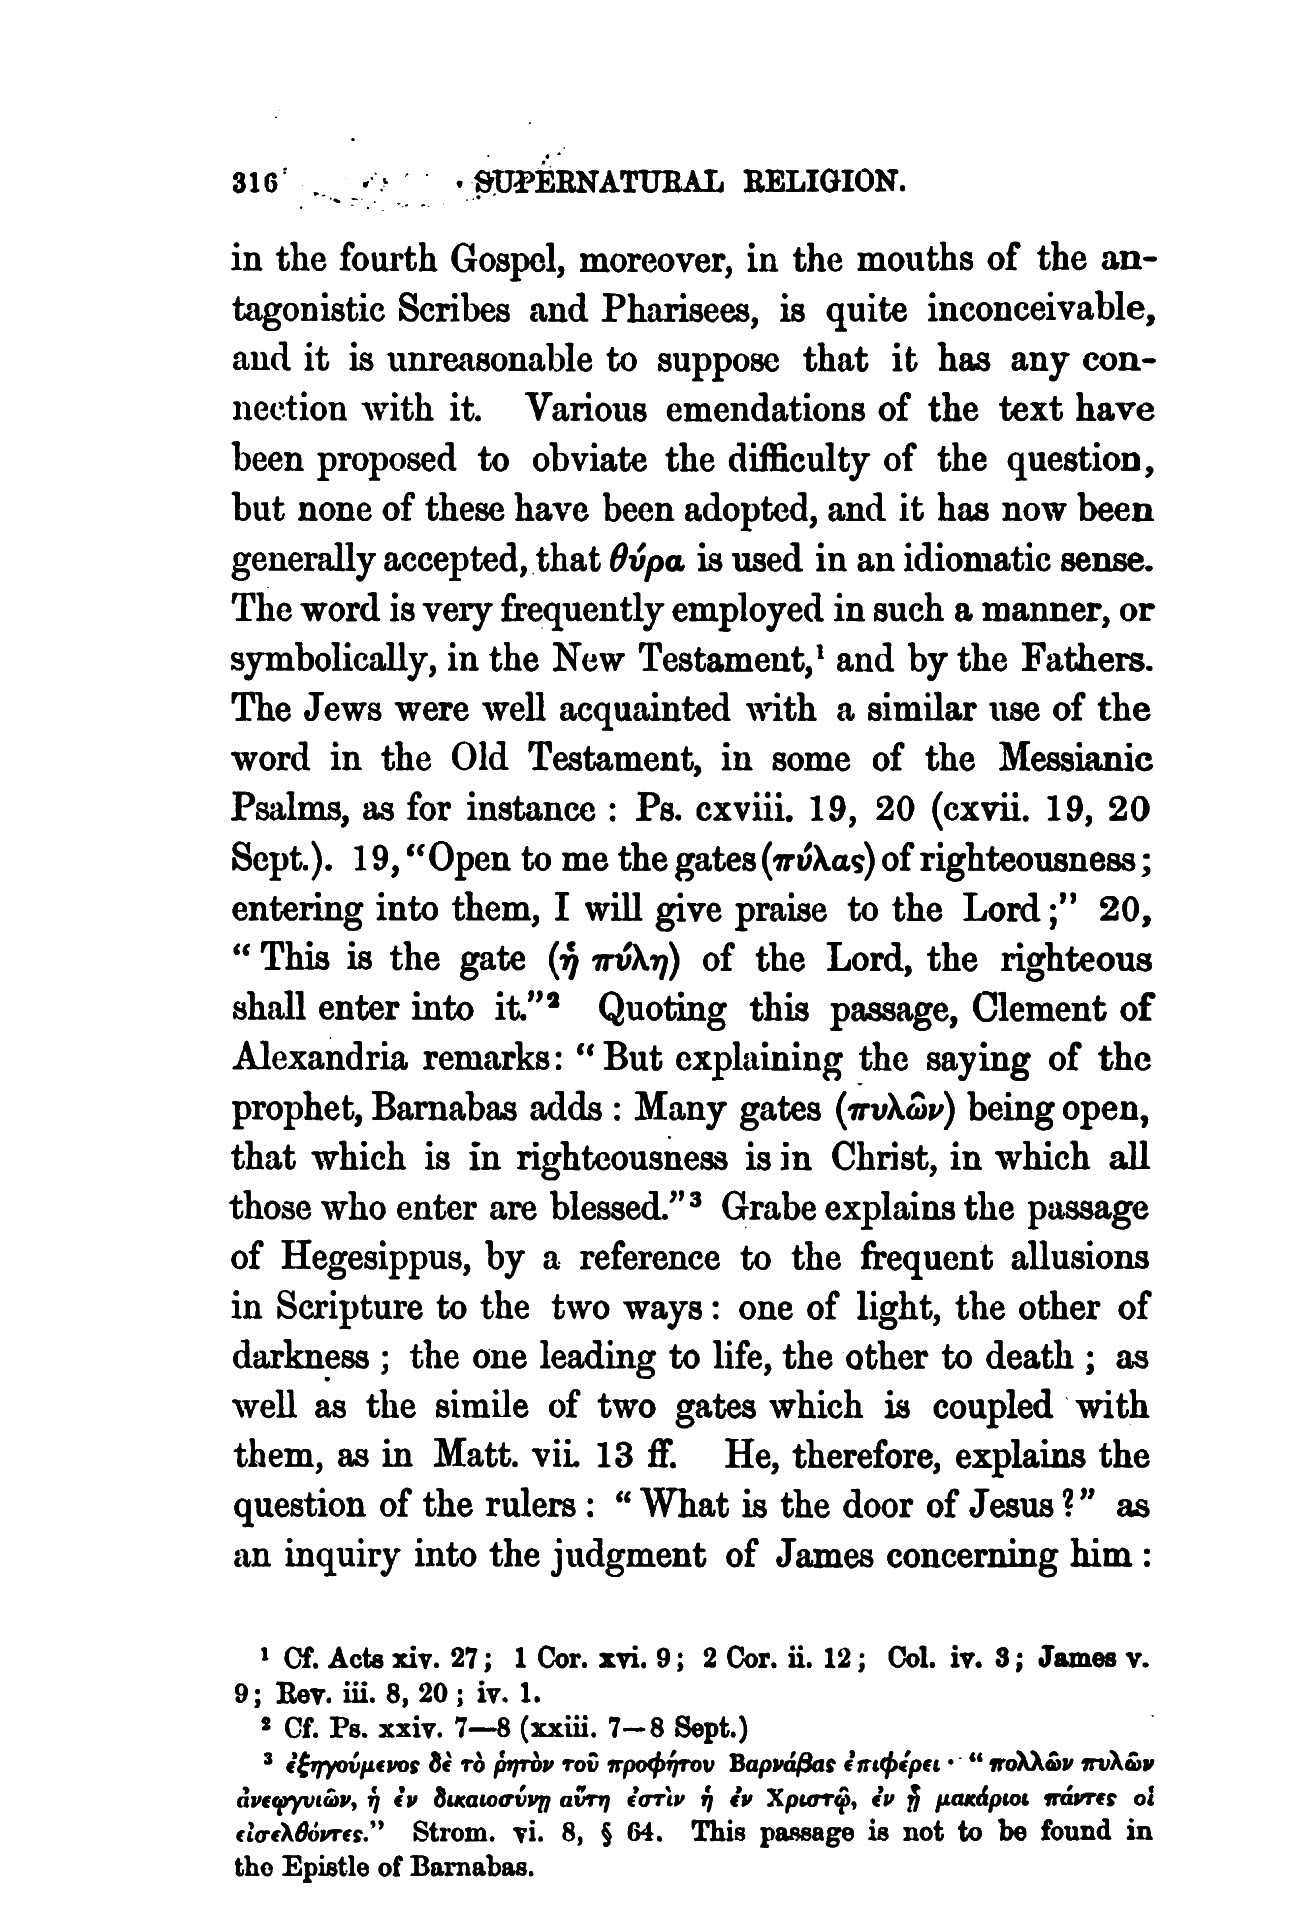 316 SUPERNATURAL RELIGION.
in the fourth Gospel, moreover, in the mouths of the an-
tagonistic Scribes and Pharisees, is quite inconceivable,
and it is unreasonable to suppose that it has any con-
nection with it. Various emendations of the text have
been proposed to obviate the difficulty of the question,
but none of these have been adopted, and it has now been
generally accepted, that θύρα is used in an idiomatic sense.
The word is very frequently employed in such a manner, or
symbolically, in the New Testament,¹ and by the Fathers.
The Jews were well acquainted with a similar use of the
word in the Old Testament, in some of the Messianic
Psalms, as for instance : Ps. cxviii. 19, 20 (cxvii. 19, 20
Sept.). 19, “Open to me the gates (πύλας) of righteousness ;
entering into them, I will give praise to the Lord ;” 20,
“ This is the gate (ἡ πύλη) of the Lord, the righteous
shall enter into it.”² Quoting this passage, Clement of
Alexandria remarks: “ But explaining the saying of the
prophet, Barnabas adds : Many gates (πυλῶν) being open,
that which is in righteousness is in Christ, in which all
those who enter are blessed.”³ Grabe explains the passage
of Hegesippus, by a reference to the frequent allusions
in Scripture to the two ways : one of light, the other of
darkness ; the one leading to life, the other to death ; as
well as the simile of two gates which is coupled with
them, as in Matt. vii. 13 ff. He, therefore, explains the
question of the rulers : “ What is the door of Jesus ?” as
an inquiry into the judgment of James concerning him :
¹ Cf. Acts xiv. 27 ; 1 Cor. xvi. 9 ; 2 Cor. ii. 12 ; Col. iv. 3 ; James v.
9 ; Rev. iii. 8, 20 ; iv. 1.
² Cf. Ps. xxiv. 7—8 (xxiii. 7—8 Sept.)
³ ἐξηγούμενος δὲ τὸ ῥητὸν τοῦ προφήτου Βαρνάβας ἐπιφέρει · “ πολλῶν πυλῶν
ἀνεῳγυιῶν, ἡ ἐν δικαιοσύνῃ αὕτη ἐστὶν ἡ ἐν Χριστῷ, ἐν ᾗ μακάριοι πάντες οἱ
εἰσελθόντες.” Strom. vi. 8, § 64. This passage is not to be found in
the Epistle of Barnabas.